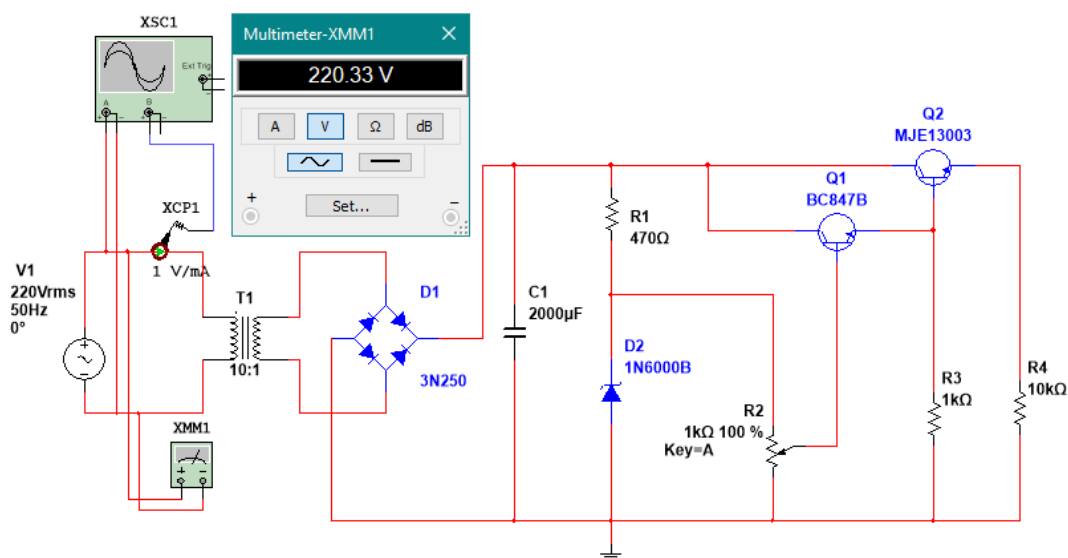 XSC1
Ext Trig
+
-
A
B
+ -
+ -
Multimeter-XMM1
220.33 V
A
V
Ω
dB
+
Set...
-
XCP1
1 V/mA
V1
220Vrms
50Hz
0°
T1
10:1
XMM1
+ -
D1
3N250
C1
2000µF
R1
470Ω
D2
1N6000B
R2
1kΩ 100 %
Key=A
Q1
BC847B
Q2
MJE13003
R3
1kΩ
R4
10kΩ